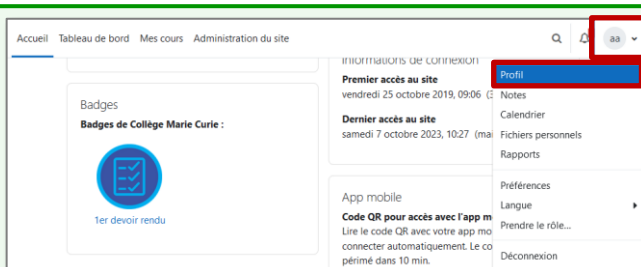 Accueil Tableau de bord Mes cours Administration du site
aa
Informations de connexion
Premier accès au site
vendredi 25 octobre 2019, 09:06 (3
Dernier accès au site
samedi 7 octobre 2023, 10:27 (mai
Badges
Badges de Collège Marie Curie :
1er devoir rendu
App mobile
Code QR pour accès avec l'app m
Lire le code QR avec votre app mo
connecter automatiquement. Le co
périmé dans 10 min.
Profil
Notes
Calendrier
Fichiers personnels
Rapports
Préférences
Langue
Prendre le rôle...
Déconnexion